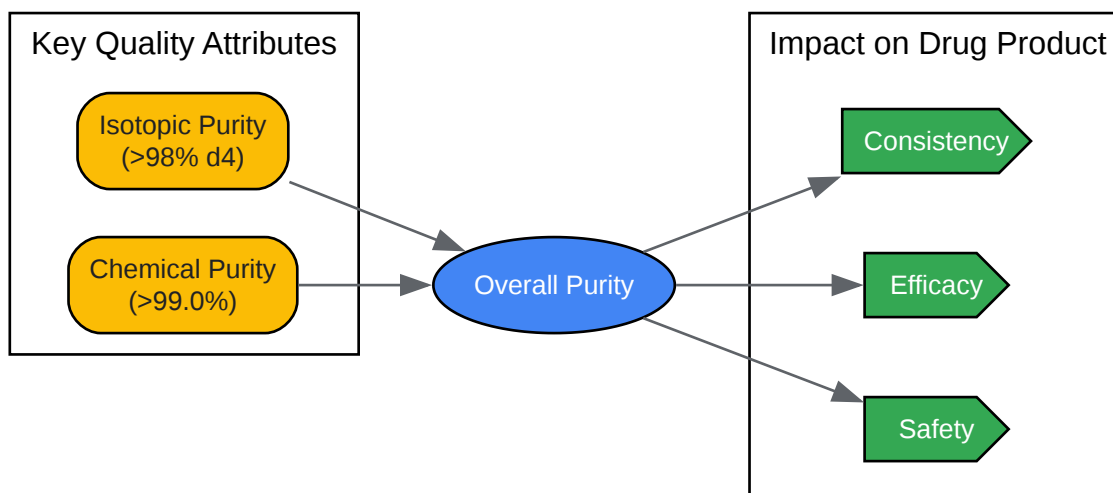 Key Quality Attributes
Isotopic Purity
(>98% d4)
Chemical Purity
(>99.0%)
Overall Purity
Impact on Drug Product
Consistency
Efficacy
Safety